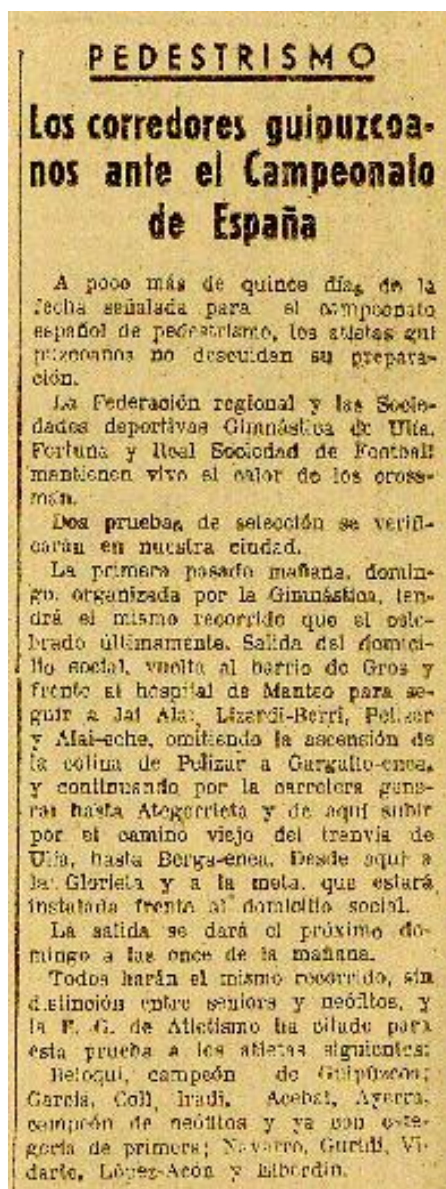 PEDESTRISMO
Los corredores guipuzcoa-
nos ante el Campeonato
de España
A poco más de quince días de la
fecha señalada para el campeonato
español de pedestrismo, los atletas gui
puzcoanos no descuidan su prepara-
ción.
La Federación regional y las Socie-
dades deportivas Gimnástica de Ulía,
Fortuna y Real Sociedad de Football
mantienen vivo el calor de los cross-
man.
Dos pruebas de selección se verifi-
carán en nuestra ciudad.
La primera pasado mañana, domin-
go, organizada por la Gimnástica, ten-
drá el mismo recorrido que el cele-
brado últimamente. Salida del domici-
lio social, vuelta al barrio de Gros y
frente al hospital de Manteo para se-
guir a Jai Alai, Lizardi-Berri, Polizar
y Alai-eche, omitiendo la ascensión de
la colina de Polizar a Gargalto-enea,
y continuando por la carretera gene-
ral hasta Ategorrieta y de aquí subir
por el camino viejo del tranvía de
Ulía, hasta Berga-enea. Desde aquí a
la Glorieta y a la meta, que estará
instalada frente al domicilio social.
La salida se dará el próximo do-
mingo a las once de la mañana.
Todos harán el mismo recorrido, sin
distinción entre seniors y neófitos, y
la F. G. de Atletismo ha citado para
esta prueba a los atletas siguientes:
Beloqui, campeón de Guipúzcoa;
García, Coll, Iradi, Acebal, Ayerra,
campeón de neófitos y ya con cate-
goría de primera; Navarro, Guridi, Vi-
darte, López-Acón y Elbordin.